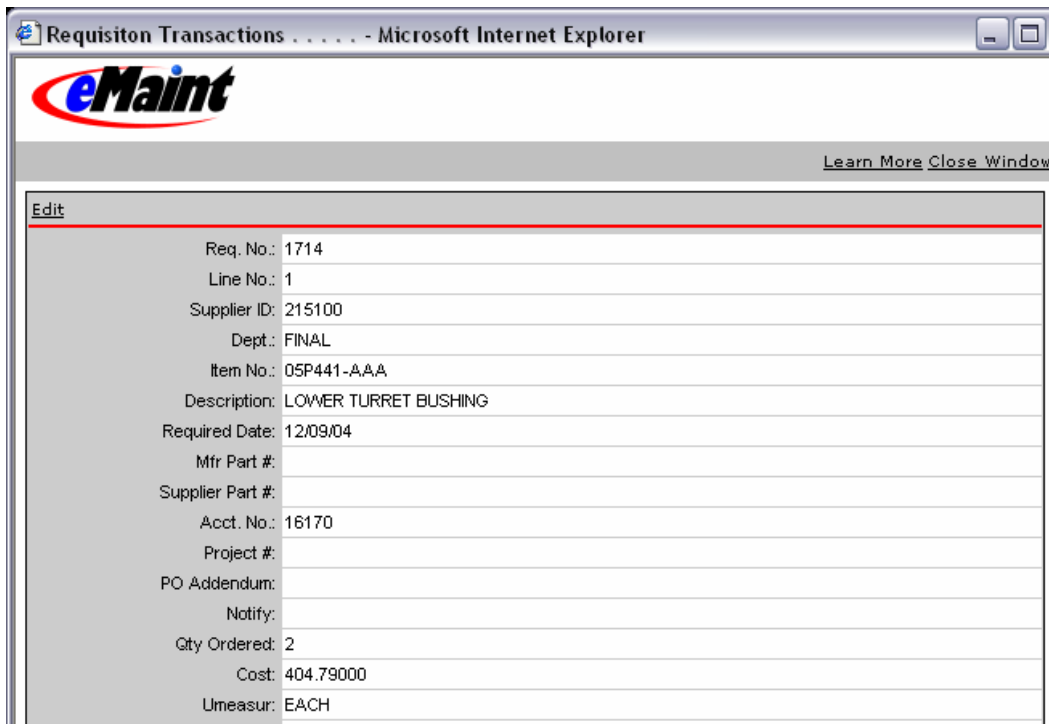 Requisiton Transactions . . . . . - Microsoft Internet Explorer
eMaint
Learn More Close Window
Edit
Req. No.: 1714
Line No.: 1
Supplier ID: 215100
Dept.: FINAL
Item No.: 05P441-AAA
Description: LOWER TURRET BUSHING
Required Date: 12/09/04
Mfr Part #:
Supplier Part #:
Acct. No.: 16170
Project #:
PO Addendum:
Notify:
Qty Ordered: 2
Cost: 404.79000
Umeasur: EACH